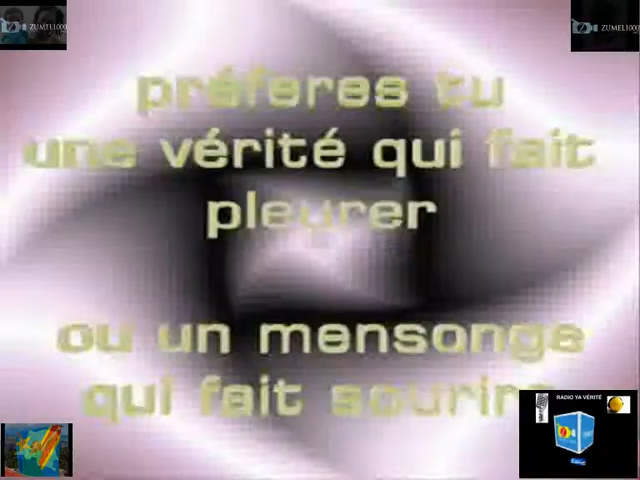 ZUMEL1000
ZUMEL1000
préferes tu
une vérité qui fait
pleurer
ou un mensonge
qui fait sourire
RADIO YA VÉRITÉ